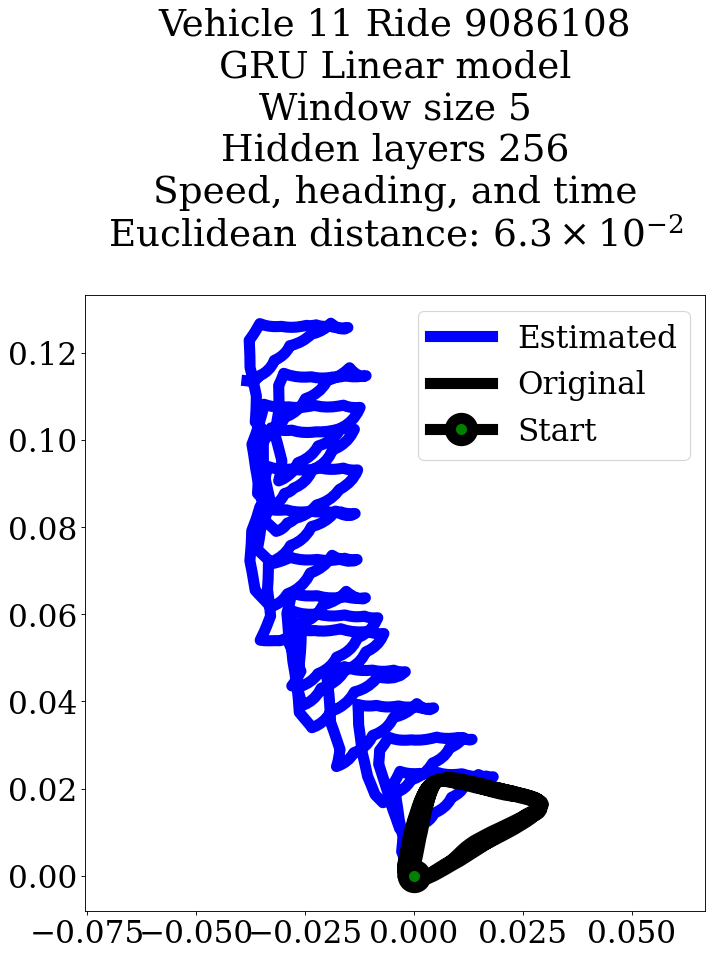 Vehicle 11 Ride 9086108
GRU Linear model
Window size 5
Hidden layers 256
Speed, heading, and time
Euclidean distance: 6.3 × 10⁻²
Estimated
Original
Start
0.12
0.10
0.08
0.06
0.04
0.02
0.00
−0.075 −0.050 −0.025 0.000 0.025 0.050